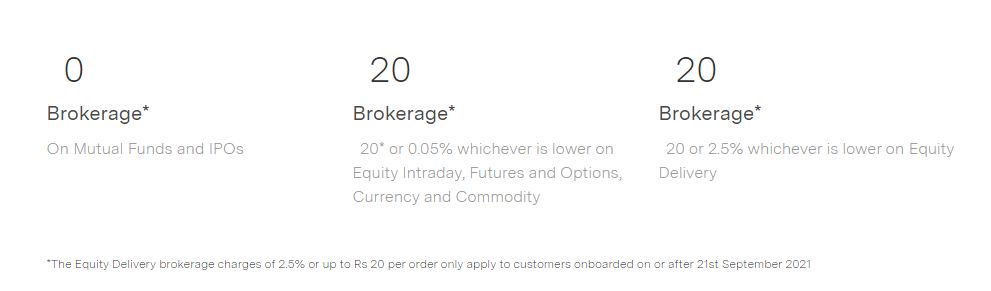 0
Brokerage*
On Mutual Funds and IPOs
20
Brokerage*
20* or 0.05% whichever is lower on
Equity Intraday, Futures and Options,
Currency and Commodity
20
Brokerage*
20 or 2.5% whichever is lower on Equity
Delivery
*The Equity Delivery brokerage charges of 2.5% or up to Rs 20 per order only apply to customers onboarded on or after 21st September 2021